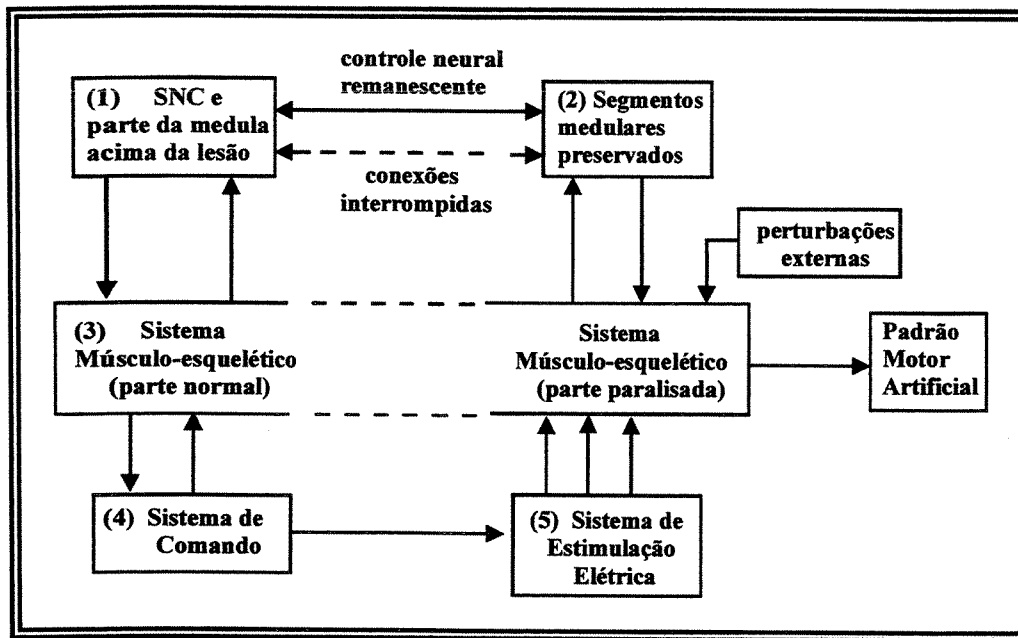 controle neural
remanescente
(1) SNC e
parte da medula
acima da lesão
(2) Segmentos
medulares
preservados
conexões
interrompidas
perturbações
externas
(3) Sistema
Músculo-esquelético
(parte normal)
Sistema
Músculo-esquelético
(parte paralisada)
Padrão
Motor
Artificial
(4) Sistema de
Comando
(5) Sistema de
Estimulação
Elétrica